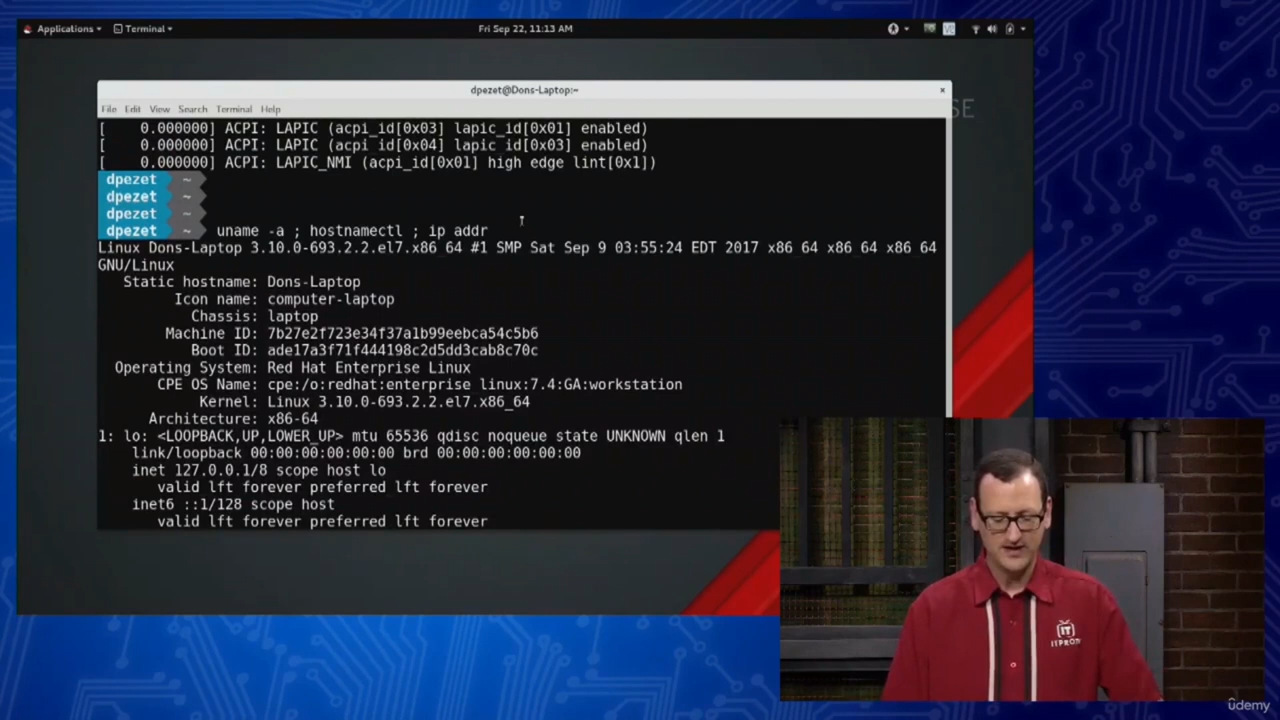 Applications Terminal Fri Sep 22, 11:13 AM
dpezet@Dons-Laptop:~ ×
File Edit View Search Terminal Help
SE
[ 0.000000] ACPI: LAPIC (acpi_id[0x03] lapic_id[0x01] enabled)
[ 0.000000] ACPI: LAPIC (acpi_id[0x04] lapic_id[0x03] enabled)
[ 0.000000] ACPI: LAPIC_NMI (acpi_id[0x01] high edge lint[0x1])
dpezet ~
dpezet ~
dpezet ~
dpezet ~ uname -a ; hostnamectl ; ip addr
Linux Dons-Laptop 3.10.0-693.2.2.el7.x86_64 #1 SMP Sat Sep 9 03:55:24 EDT 2017 x86_64 x86_64 x86_64
GNU/Linux
Static hostname: Dons-Laptop
Icon name: computer-laptop
Chassis: laptop
Machine ID: 7b27e2f723e34f37a1b99eebca54c5b6
Boot ID: ade17a3f71f444198c2d5dd3cab8c70c
Operating System: Red Hat Enterprise Linux
CPE OS Name: cpe:/o:redhat:enterprise_linux:7.4:GA:workstation
Kernel: Linux 3.10.0-693.2.2.el7.x86_64
Architecture: x86-64
1: lo: <LOOPBACK,UP,LOWER_UP> mtu 65536 qdisc noqueue state UNKNOWN qlen 1
link/loopback 00:00:00:00:00:00 brd 00:00:00:00:00:00
inet 127.0.0.1/8 scope host lo
valid_lft forever preferred_lft forever
inet6 ::1/128 scope host
valid_lft forever preferred_lft forever
IT
ITPROTV
udemy